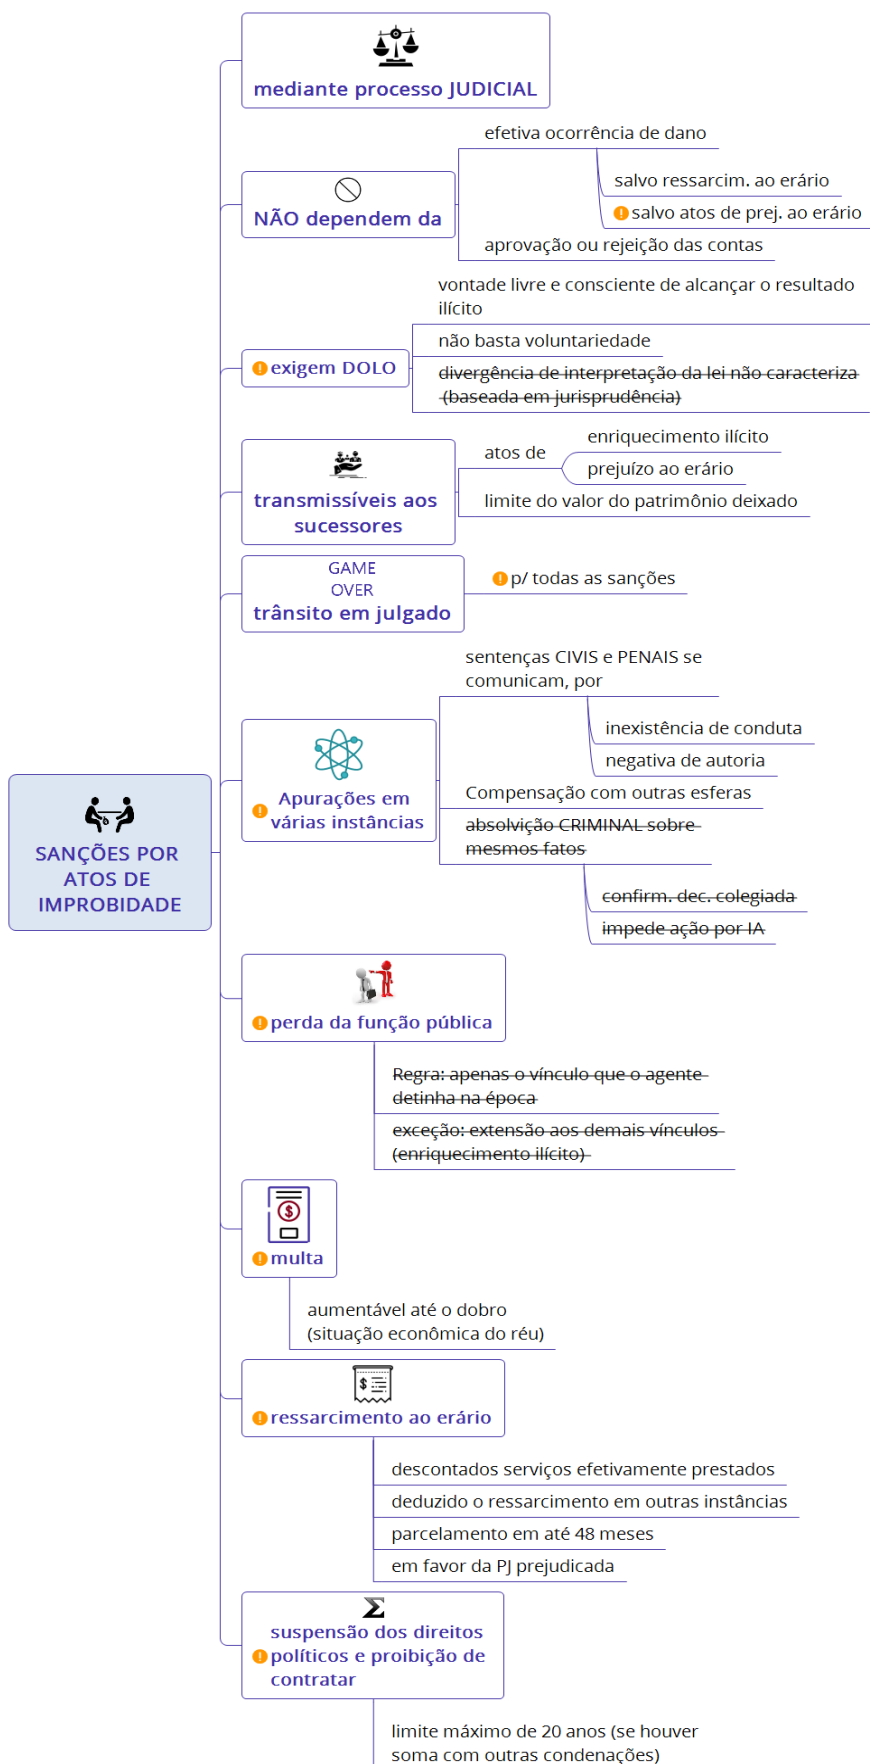 mediante processo JUDICIAL
efetiva ocorrência de dano
salvo ressarcim. ao erário
salvo atos de prej. ao erário
NÃO dependem da
aprovação ou rejeição das contas
vontade livre e consciente de alcançar o resultado
ilícito
não basta voluntariedade
exigem DOLO
divergência de interpretação da lei não caracteriza
(baseada em jurisprudência)
atos de
enriquecimento ilícito
prejuízo ao erário
transmissíveis aos
sucessores
limite do valor do patrimônio deixado
GAME
OVER
trânsito em julgado
p/ todas as sanções
sentenças CIVIS e PENAIS se
comunicam, por
inexistência de conduta
negativa de autoria
Apurações em
várias instâncias
Compensação com outras esferas
absolvição CRIMINAL sobre
mesmos fatos
confirm. dec. colegiada
impede ação por IA
SANÇÕES POR
ATOS DE
IMPROBIDADE
perda da função pública
Regra: apenas o vínculo que o agente
detinha na época
exceção: extensão aos demais vínculos
(enriquecimento ilícito)
multa
aumentável até o dobro
(situação econômica do réu)
ressarcimento ao erário
descontados serviços efetivamente prestados
deduzido o ressarcimento em outras instâncias
parcelamento em até 48 meses
em favor da PJ prejudicada
suspensão dos direitos
políticos e proibição de
contratar
limite máximo de 20 anos (se houver
soma com outras condenações)